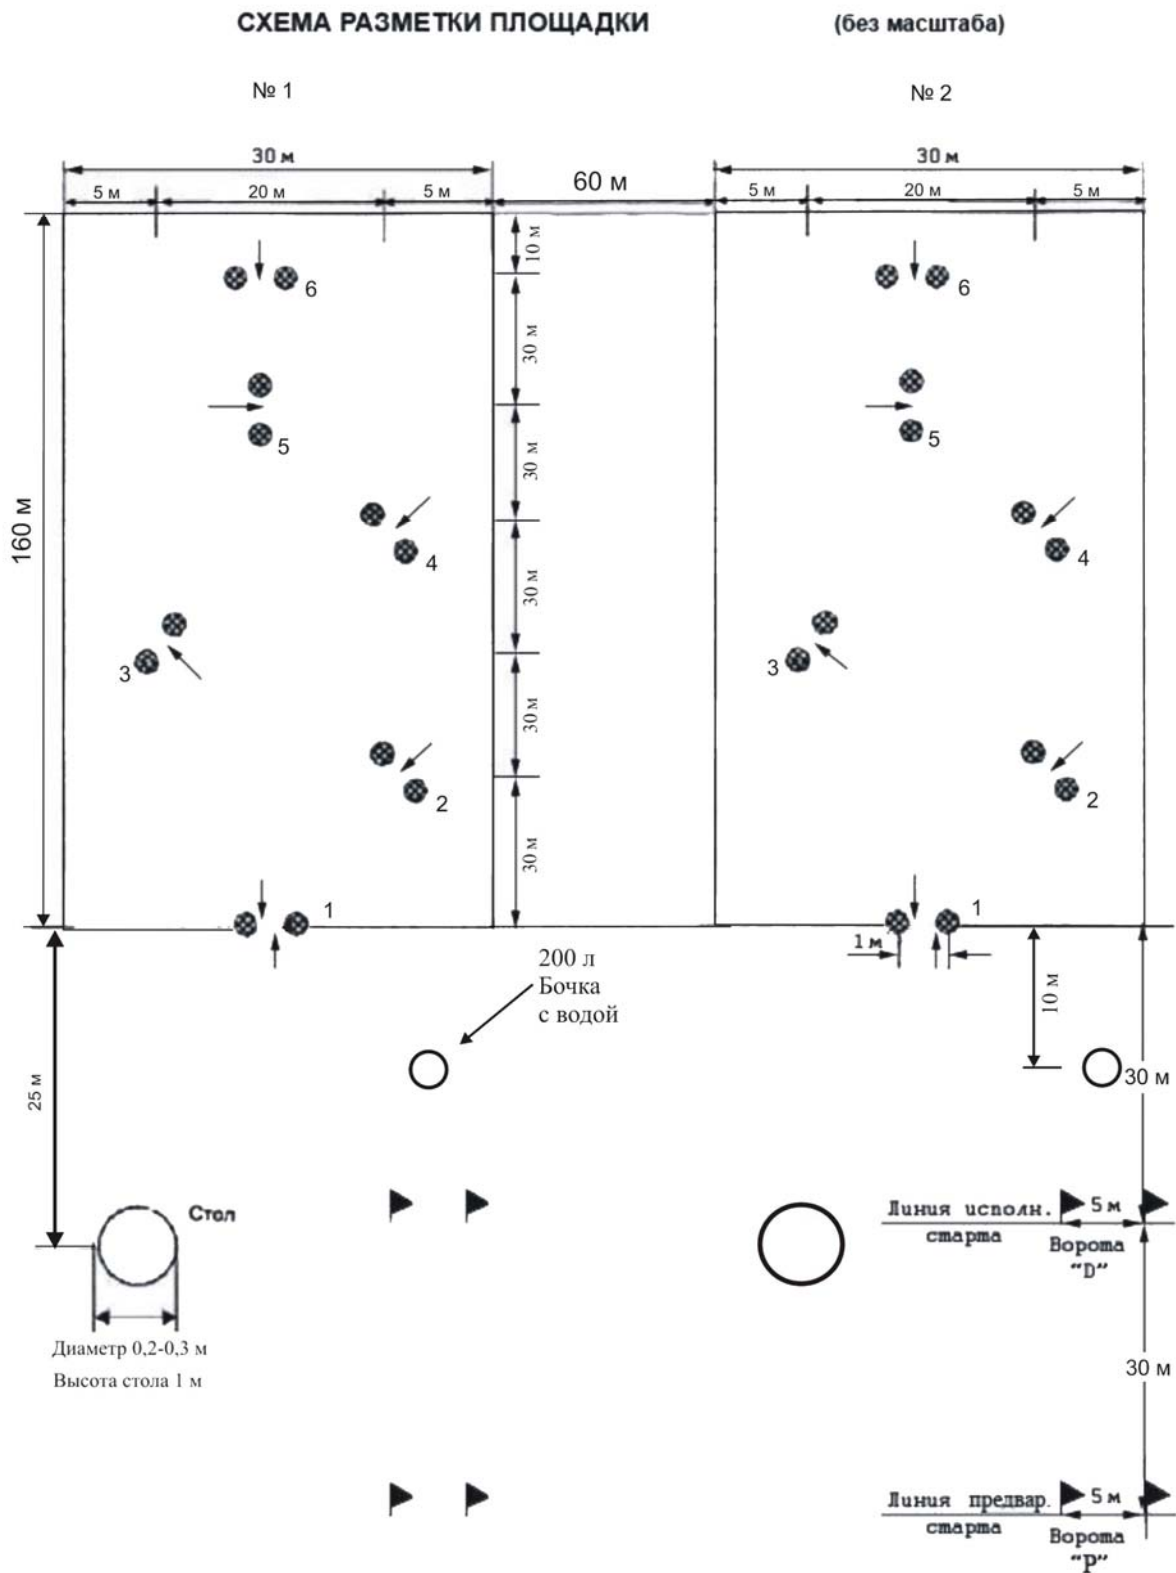 СХЕМА РАЗМЕТКИ ПЛОЩАДКИ (без масштаба)
№ 1
№ 2
30 м
30 м
5 м
20 м
5 м
60 м
5 м
20 м
5 м
10 м
6
6
30 м
5
5
30 м
160 м
4
4
30 м
3
3
30 м
2
2
30 м
1
1
1 м
200 л
Бочка
с водой
10 м
25 м
30 м
Стол
Линия исполн.
старта
5 м
Ворота
“D”
Диаметр 0,2-0,3 м
Высота стола 1 м
30 м
Линия предвар.
старта
5 м
Ворота
“P”